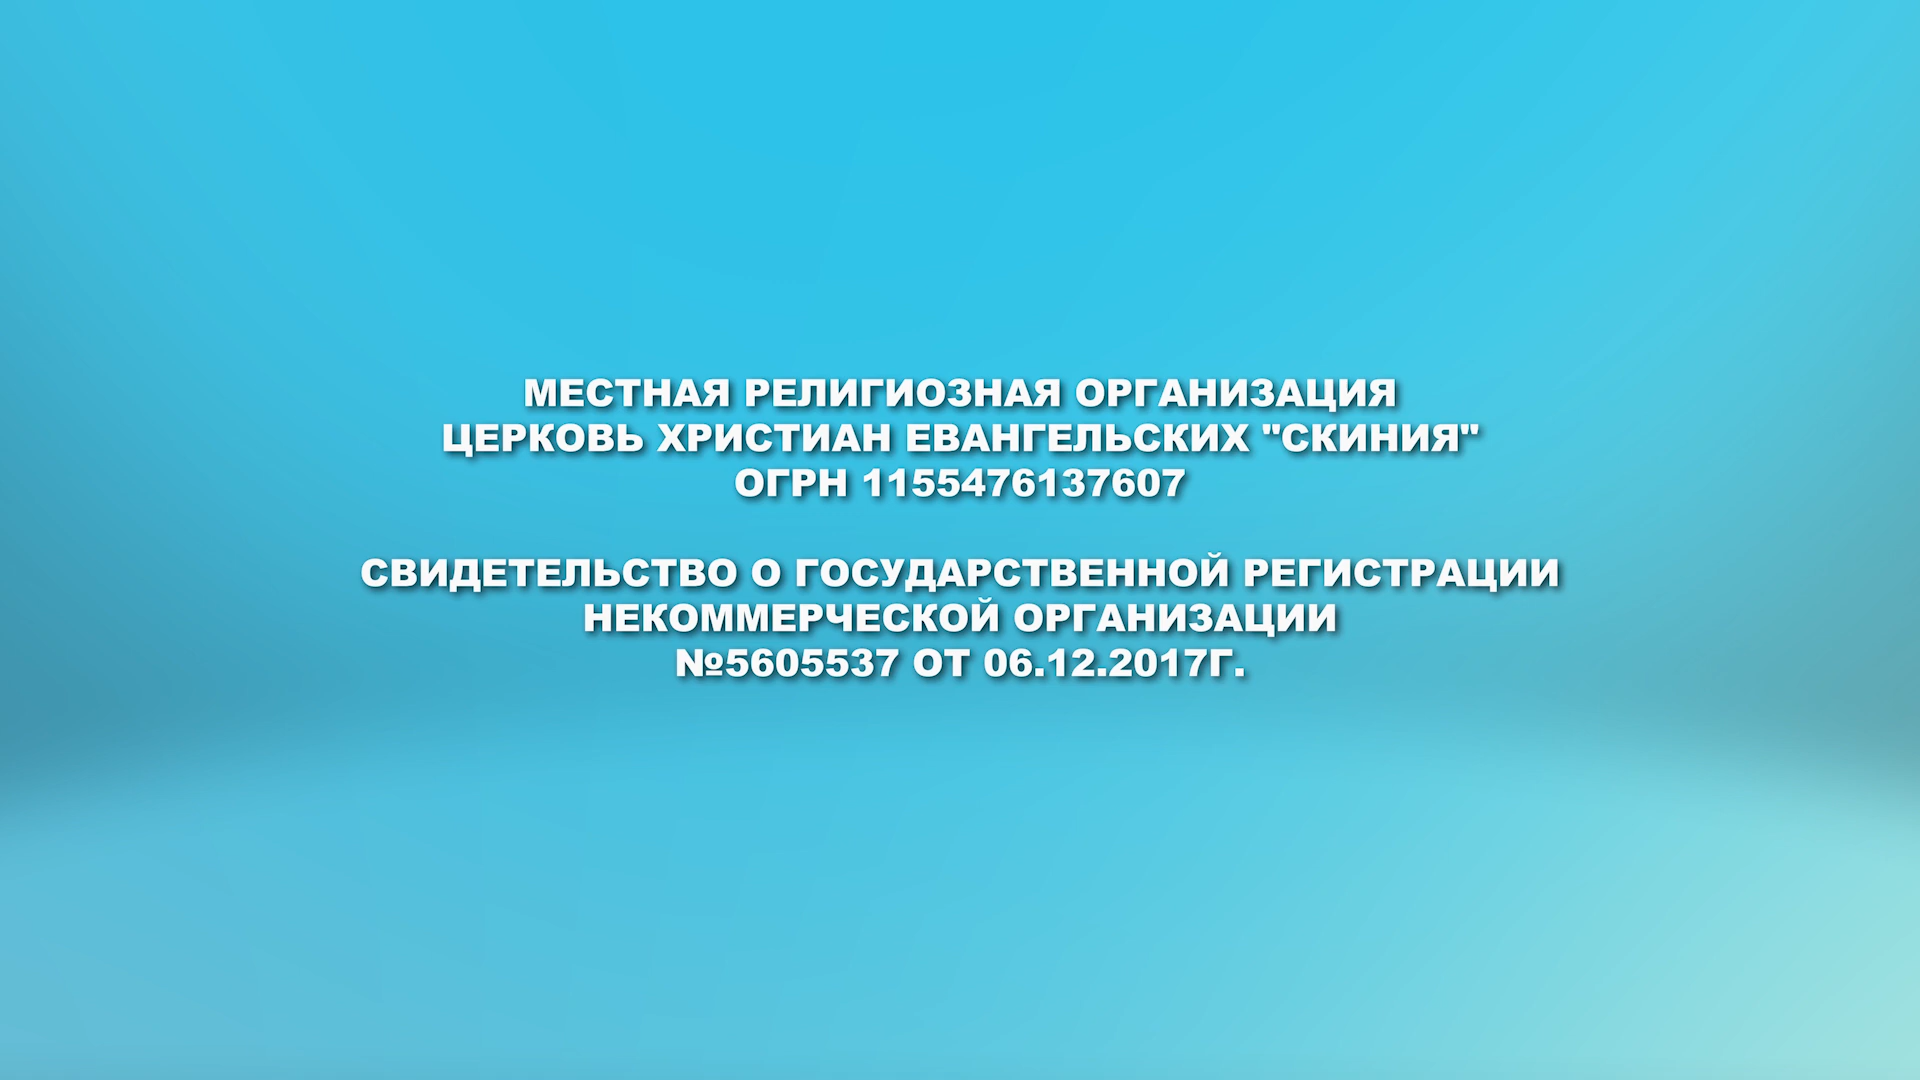 МЕСТНАЯ РЕЛИГИОЗНАЯ ОРГАНИЗАЦИЯ
ЦЕРКОВЬ ХРИСТИАН ЕВАНГЕЛЬСКИХ "СКИНИЯ"
ОГРН 1155476137607
СВИДЕТЕЛЬСТВО О ГОСУДАРСТВЕННОЙ РЕГИСТРАЦИИ
НЕКОММЕРЧЕСКОЙ ОРГАНИЗАЦИИ
№5605537 ОТ 06.12.2017Г.